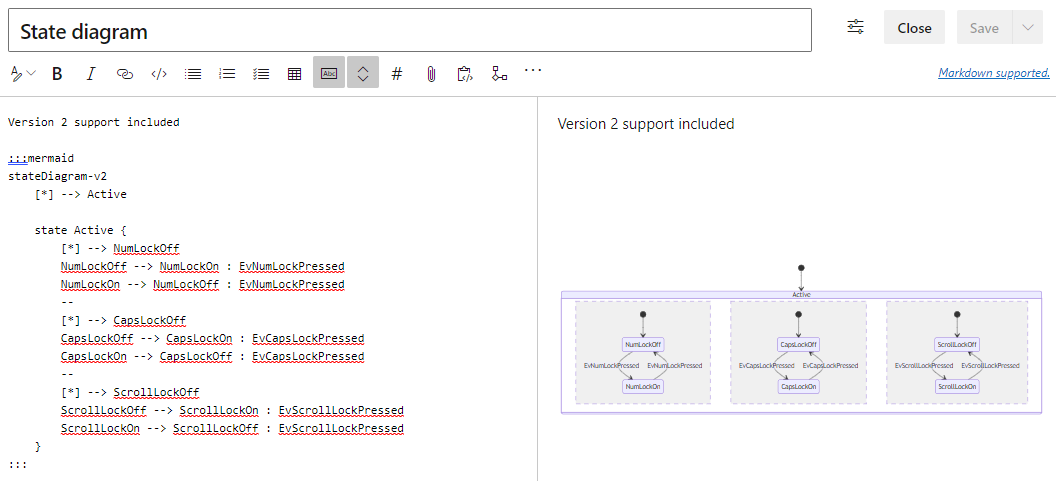 State diagram
Close
Save
A
B
I
</>
Abc
#
...
Markdown supported.
Version 2 support included
:::mermaid
stateDiagram-v2
[*] --> Active
state Active {
[*] --> NumLockOff
NumLockOff --> NumLockOn : EvNumLockPressed
NumLockOn --> NumLockOff : EvNumLockPressed
--
[*] --> CapsLockOff
CapsLockOff --> CapsLockOn : EvCapsLockPressed
CapsLockOn --> CapsLockOff : EvCapsLockPressed
--
[*] --> ScrollLockOff
ScrollLockOff --> ScrollLockOn : EvScrollLockPressed
ScrollLockOn --> ScrollLockOff : EvScrollLockPressed
}
:::
Version 2 support included
Active
NumLockOff
EvNumLockPressed
EvNumLockPressed
NumLockOn
CapsLockOff
EvCapsLockPressed
EvCapsLockPressed
CapsLockOn
ScrollLockOff
EvScrollLockPressed
EvScrollLockPressed
ScrollLockOn